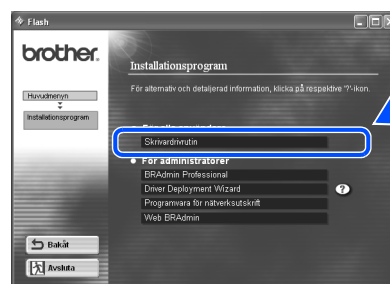 Flash
brother.
Installationsprogram
För alternativ och detaljerad information, klicka på respektive '?'-ikon.
Huvudmenyn
Installationsprogram
Skrivardrivrutin
För administratörer
BRAdmin Professional
Driver Deployment Wizard
?
Programvara för nätverksutskrift
Web BRAdmin
Bakåt
Avsluta